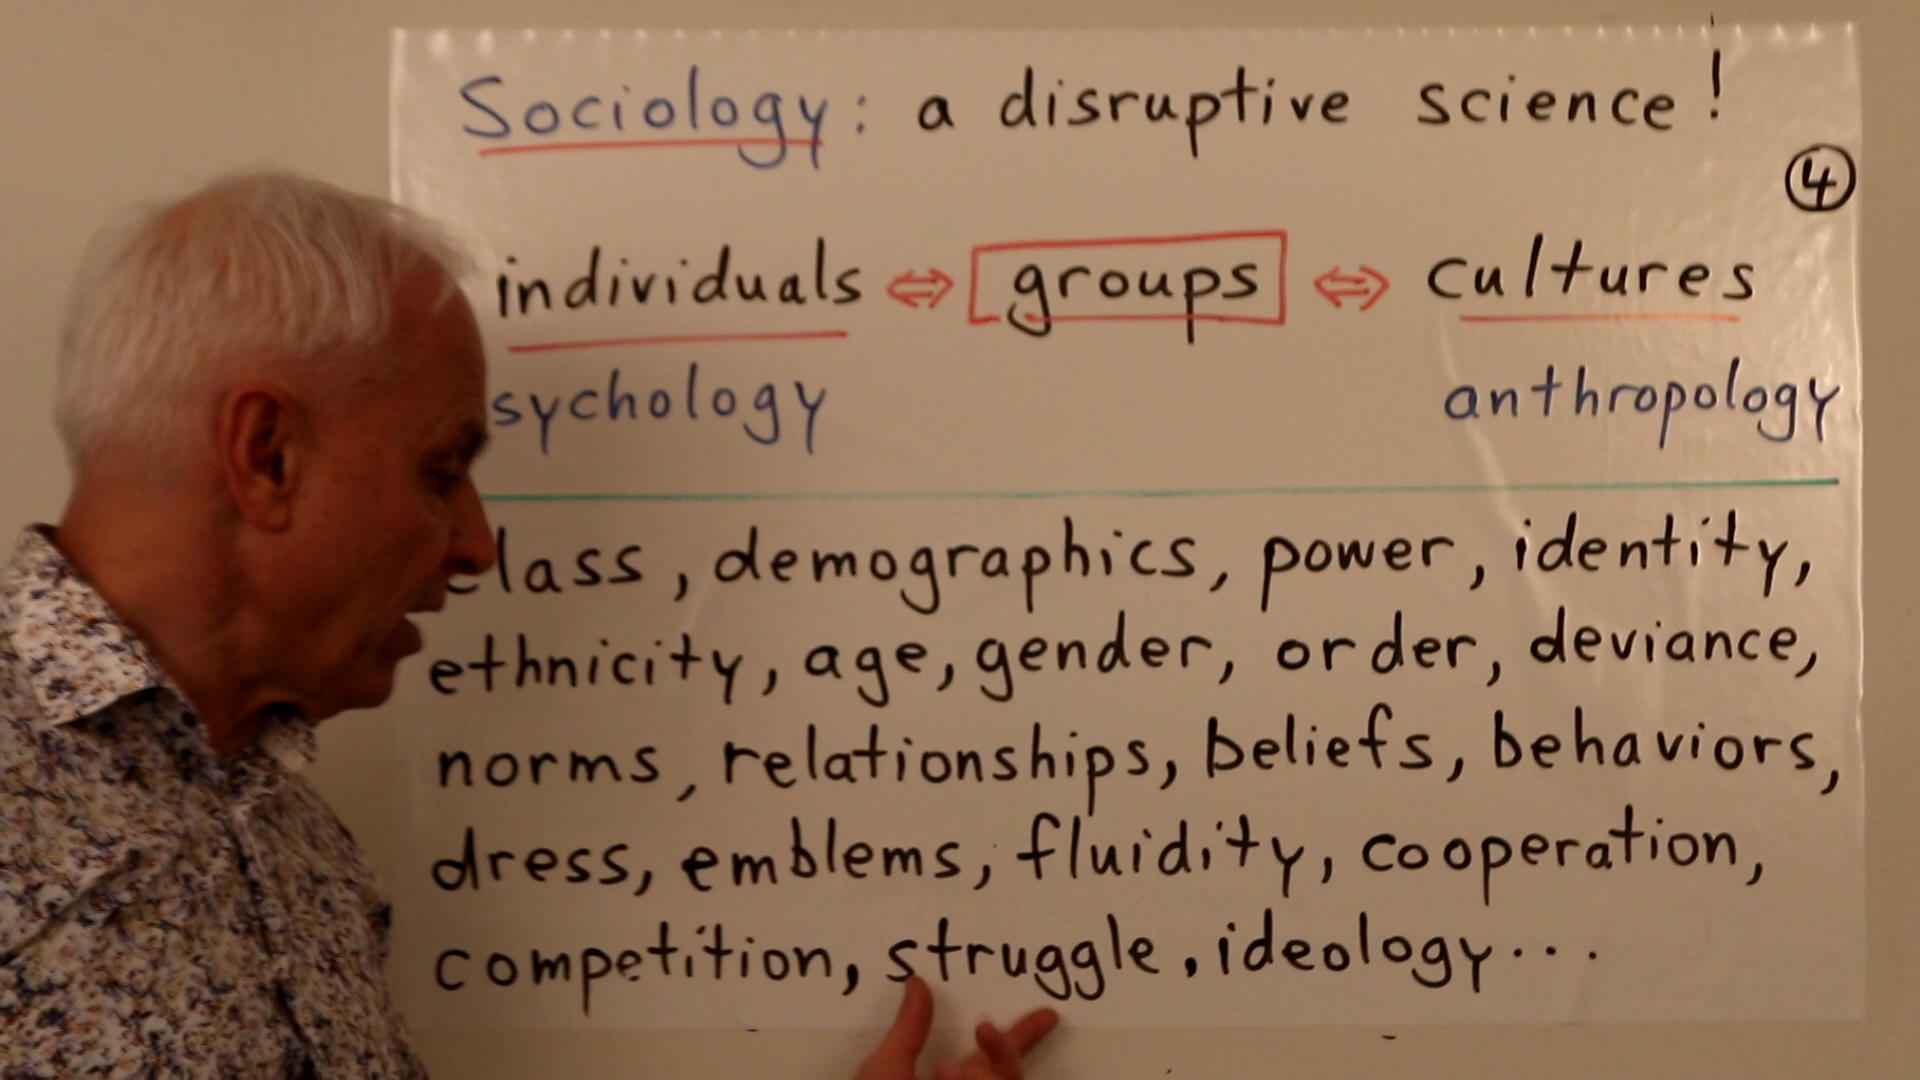 Sociology: a disruptive science!
④
individuals ⇔ groups ⇔ cultures
sychology anthropology
class, demographics, power, identity,
ethnicity, age, gender, order, deviance,
norms, relationships, beliefs, behaviors,
dress, emblems, fluidity, cooperation,
competition, struggle, ideology...